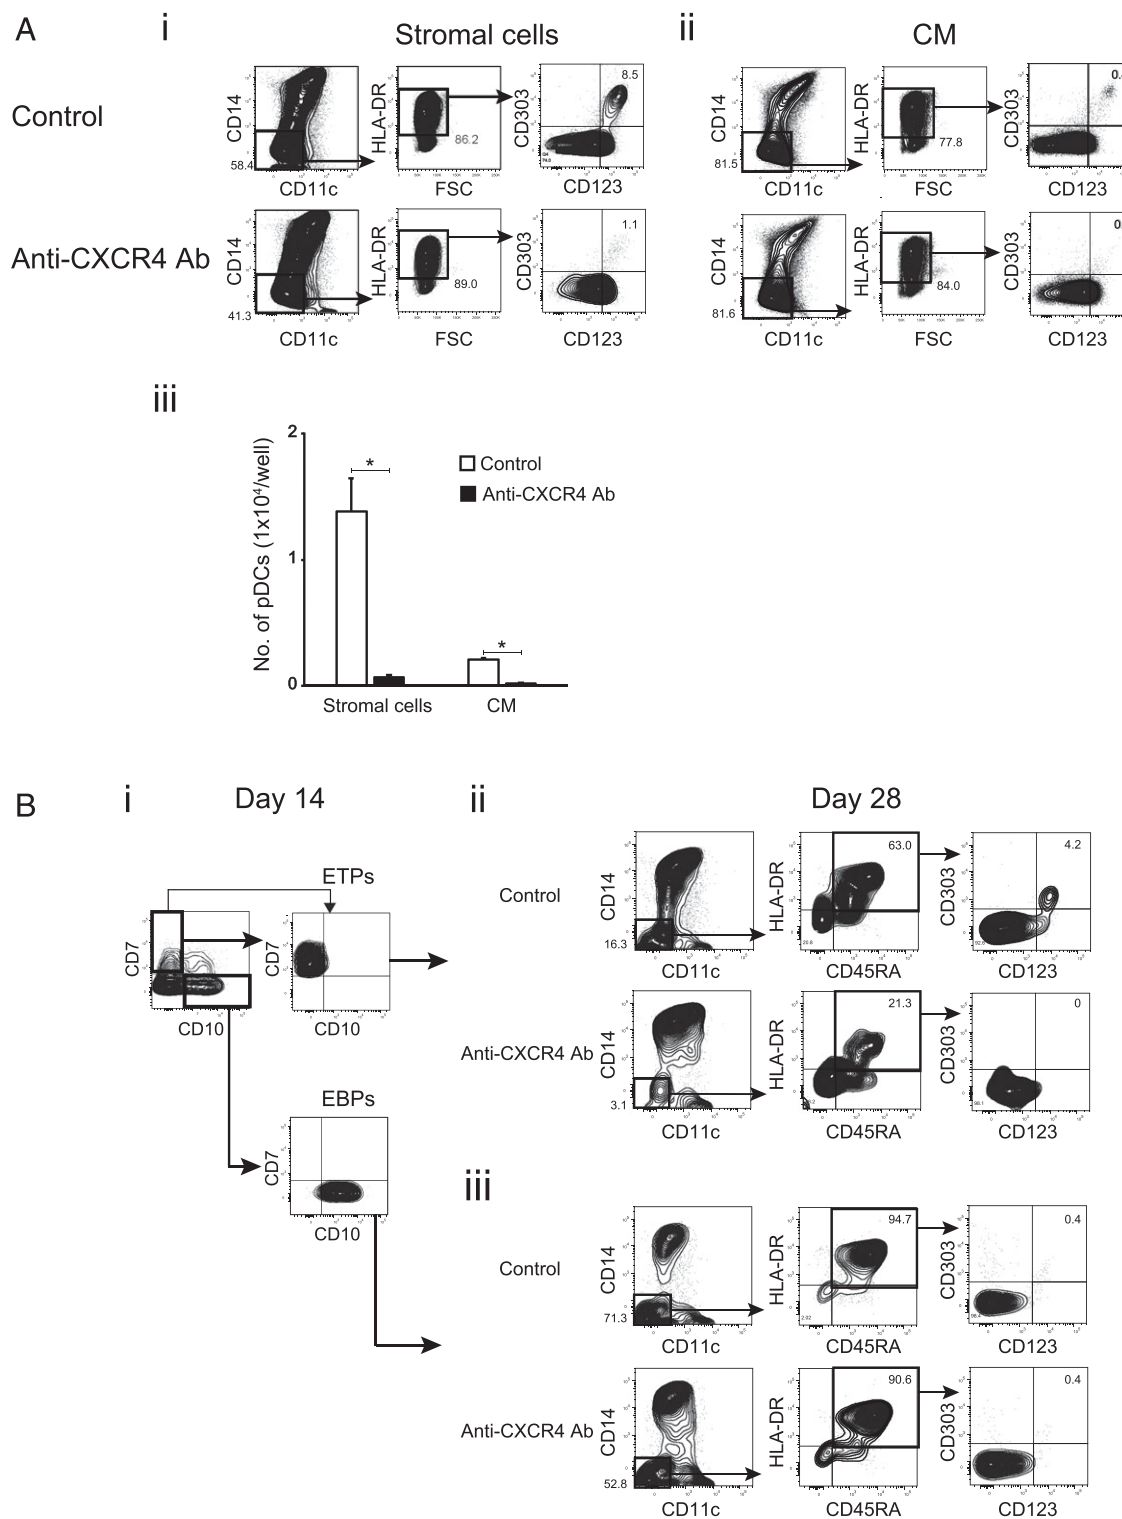 A
i
Stromal cells
ii
CM
Control
CD14
58.4
CD11c
HLA-DR
86.2
FSC
CD303
8.5
CD123
CD14
81.5
CD11c
HLA-DR
77.8
FSC
CD303
CD123
Anti-CXCR4 Ab
CD14
41.3
CD11c
HLA-DR
89.0
FSC
CD303
1.1
CD123
CD14
81.6
CD11c
HLA-DR
84.0
FSC
CD303
CD123
iii
No. of pDCs (1x10⁴/well)
2
1
0
*
*
Control
Anti-CXCR4 Ab
Stromal cells
CM
B
i
Day 14
ii
Day 28
ETPs
CD7
CD10
CD7
CD10
EBPs
CD7
CD10
Control
CD14
16.3
CD11c
HLA-DR
63.0
20.8
CD45RA
CD303
4.2
CD123
Anti-CXCR4 Ab
CD14
3.1
CD11c
HLA-DR
21.3
CD45RA
CD303
0
98.1
CD123
iii
Control
CD14
71.3
CD11c
HLA-DR
94.7
2.02
CD45RA
CD303
0.4
CD123
Anti-CXCR4 Ab
CD14
52.8
CD11c
HLA-DR
90.6
CD45RA
CD303
0.4
CD123